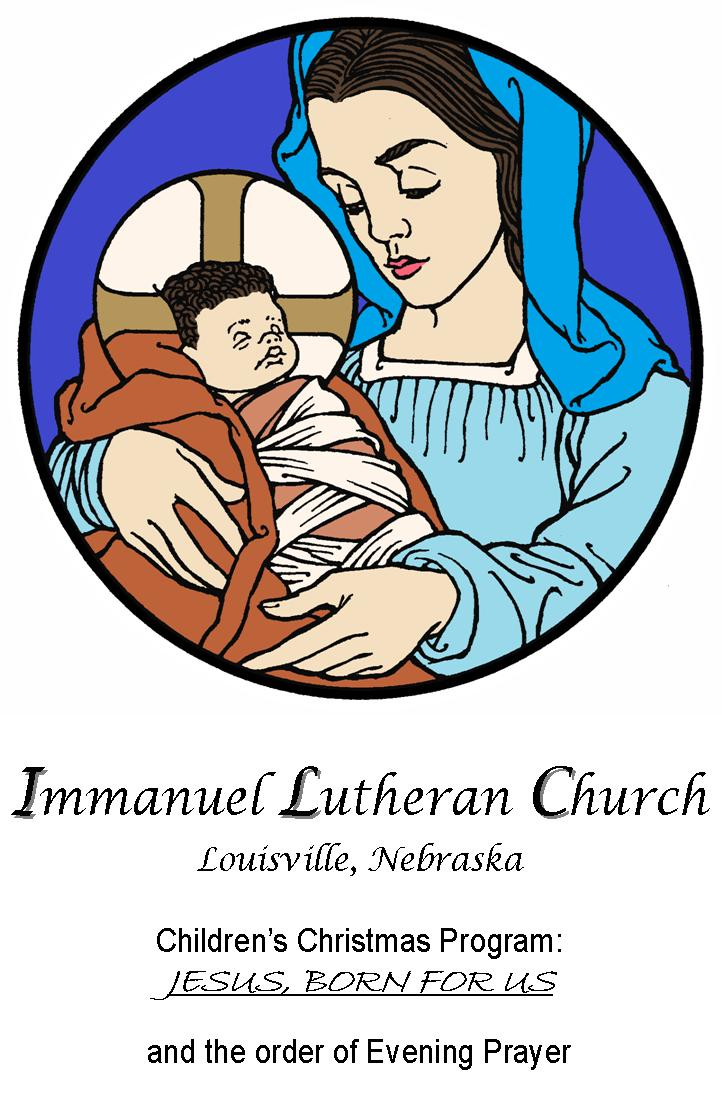 Immanuel Lutheran Church
Louisville, Nebraska
Children's Christmas Program:
JESUS, BORN FOR US
and the order of Evening Prayer